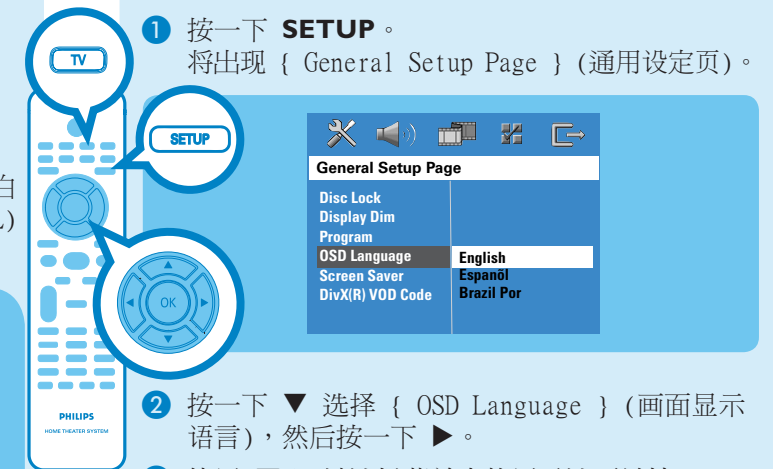 1 按一下 SETUP。
将出现 { General Setup Page } (通用设定页)。
TV
SETUP
OK
PHILIPS
HOME THEATER SYSTEM
General Setup Page
Disc Lock
Display Dim
Program
OSD Language English
Screen Saver Espanõl
DivX(R) VOD Code Brazil Por
2 按一下 ▼ 选择 { OSD Language } (画面显示
语言)，然后按一下 ▶。
白
)